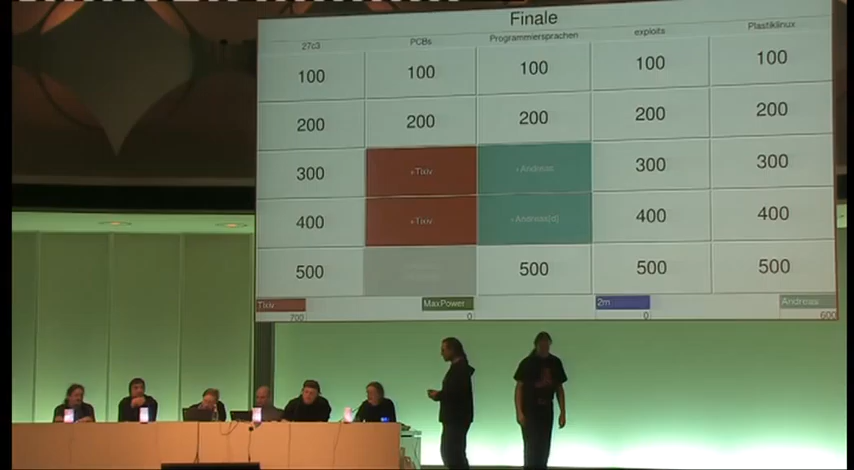 Finale
27c3 PCBs Programmiersprachen exploits Plastiklinux
100 100 100 100 100
200 200 200 200 200
300 +Tixiv +Andreas 300 300
400 +Tixiv +Andreas(d) 400 400
500 500 500 500
Tixiv MaxPower 2m Andreas
700 0 0 600